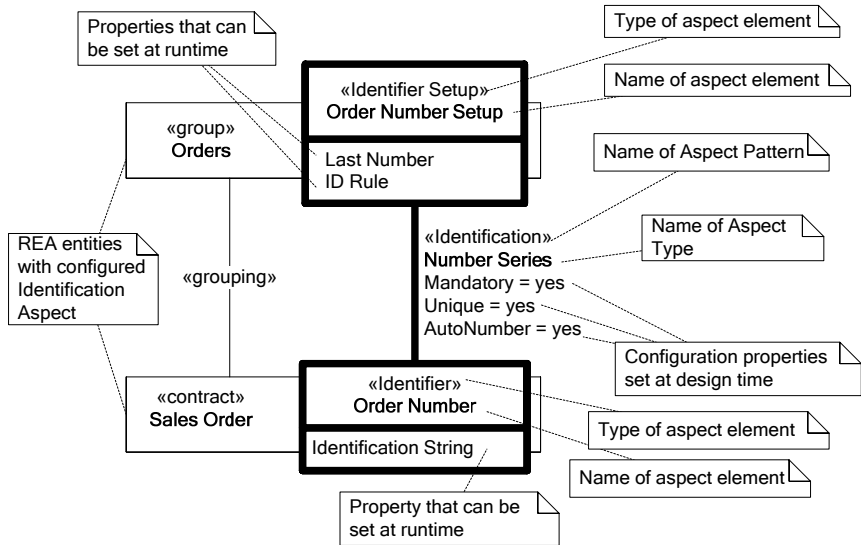 Properties that can
be set at runtime
Type of aspect element
«Identifier Setup»
Order Number Setup
Name of aspect element
«group»
Orders
Last Number
ID Rule
Name of Aspect Pattern
REA entities
with configured
Identification
Aspect
«grouping»
«Identification»
Number Series
Mandatory = yes
Unique = yes
AutoNumber = yes
Name of Aspect
Type
Configuration properties
set at design time
«contract»
Sales Order
«Identifier»
Order Number
Identification String
Type of aspect element
Name of aspect element
Property that can be
set at runtime